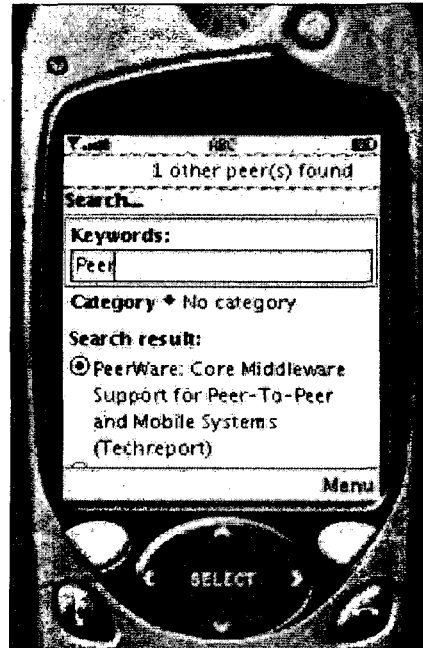 ABC
1 other peer(s) found
Search...
Keywords:
Peer
Category No category
Search result:
PeerWare: Core Middleware
Support for Peer-To-Peer
and Mobile Systems
(Techreport)
Menu
SELECT